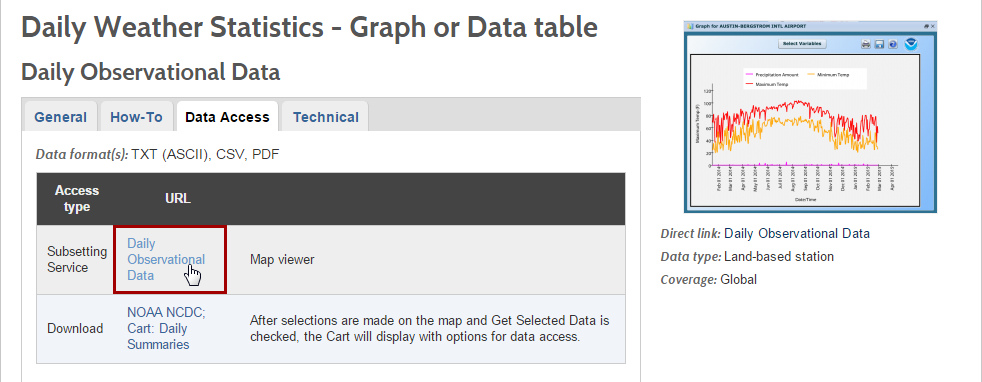 Daily Weather Statistics - Graph or Data table
Daily Observational Data
General
How-To
Data Access
Technical
Data format(s): TXT (ASCII), CSV, PDF
Access
type
URL
Subsetting
Service
Daily
Observational
Data
Map viewer
Download
NOAA NCDC;
Cart: Daily
Summaries
After selections are made on the map and Get Selected Data is
checked, the Cart will display with options for data access.
Graph for AUSTIN-BERGSTROM INTL AIRPORT
Select Variables
Precipitation Amount
Minimum Temp
Maximum Temp
Maximum Temp (F)
120
100
80
60
40
20
0
Feb 01 2014
Mar 01 2014
Apr 01 2014
May 01 2014
Jun 01 2014
Jul 01 2014
Aug 01 2014
Sep 01 2014
Oct 01 2014
Nov 01 2014
Dec 01 2014
Jan 01 2015
Feb 01 2015
Mar 01 2015
Apr 01 2015
Date/Time
Direct link: Daily Observational Data
Data type: Land-based station
Coverage: Global